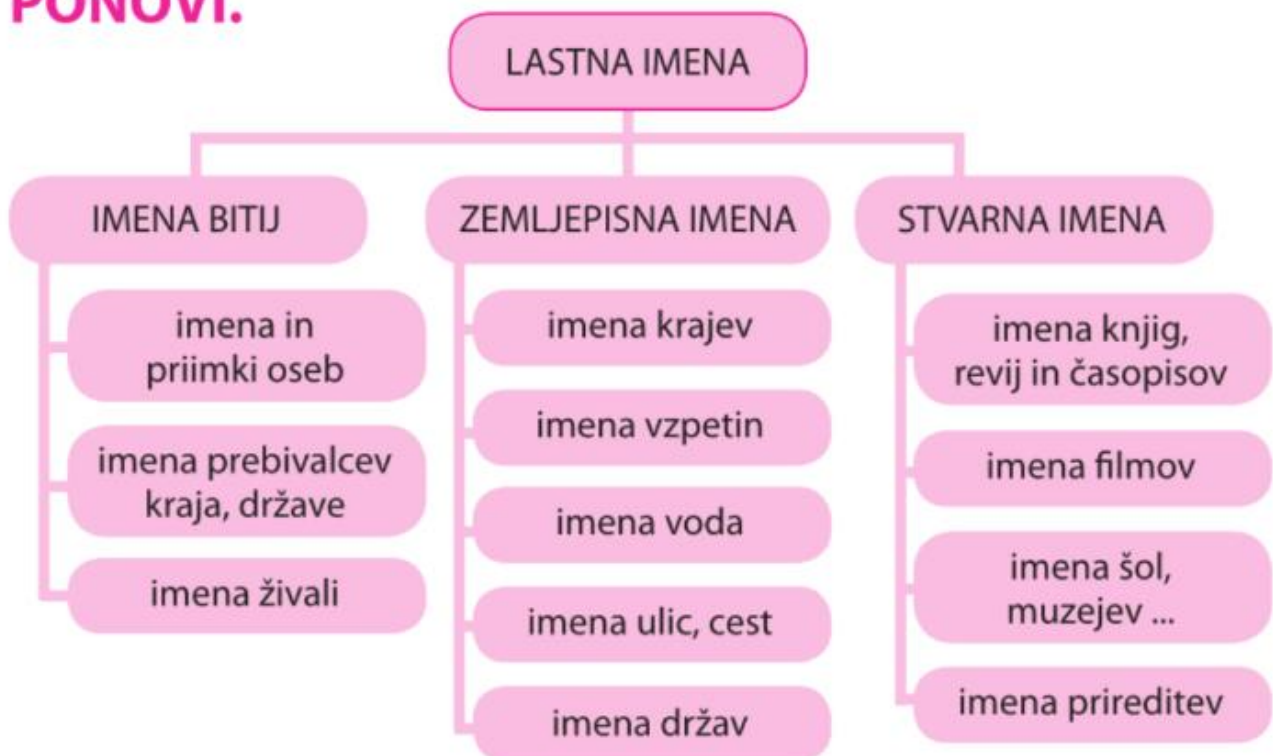 PONOVI.
LASTNA IMENA
IMENA BITIJ
imena in
priimki oseb
imena prebivalcev
kraja, države
imena živali
ZEMLJEPISNA IMENA
imena krajev
imena vzpetin
imena voda
imena ulic, cest
imena držav
STVARNA IMENA
imena knjig,
revij in časopisov
imena filmov
imena šol,
muzejev ...
imena prireditev